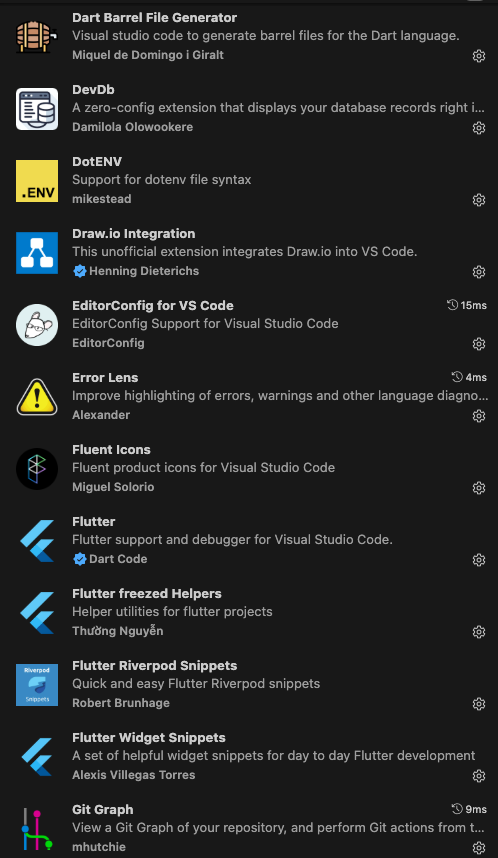 Dart Barrel File Generator
Visual studio code to generate barrel files for the Dart language.
Miquel de Domingo i Giralt
DevDb
A zero-config extension that displays your database records right i...
Damilola Olowookere
.ENV
DotENV
Support for dotenv file syntax
mikestead
Draw.io Integration
This unofficial extension integrates Draw.io into VS Code.
Henning Dieterichs
EditorConfig for VS Code 15ms
EditorConfig Support for Visual Studio Code
EditorConfig
Error Lens 4ms
Improve highlighting of errors, warnings and other language diagno...
Alexander
Fluent Icons
Fluent product icons for Visual Studio Code
Miguel Solorio
Flutter
Flutter support and debugger for Visual Studio Code.
Dart Code
Flutter freezed Helpers
Helper utilities for flutter projects
Thường Nguyễn
Riverpod
Snippets
Flutter Riverpod Snippets
Quick and easy Flutter Riverpod snippets
Robert Brunhage
Flutter Widget Snippets
A set of helpful widget snippets for day to day Flutter development
Alexis Villegas Torres
Git Graph 9ms
View a Git Graph of your repository, and perform Git actions from t...
mhutchie